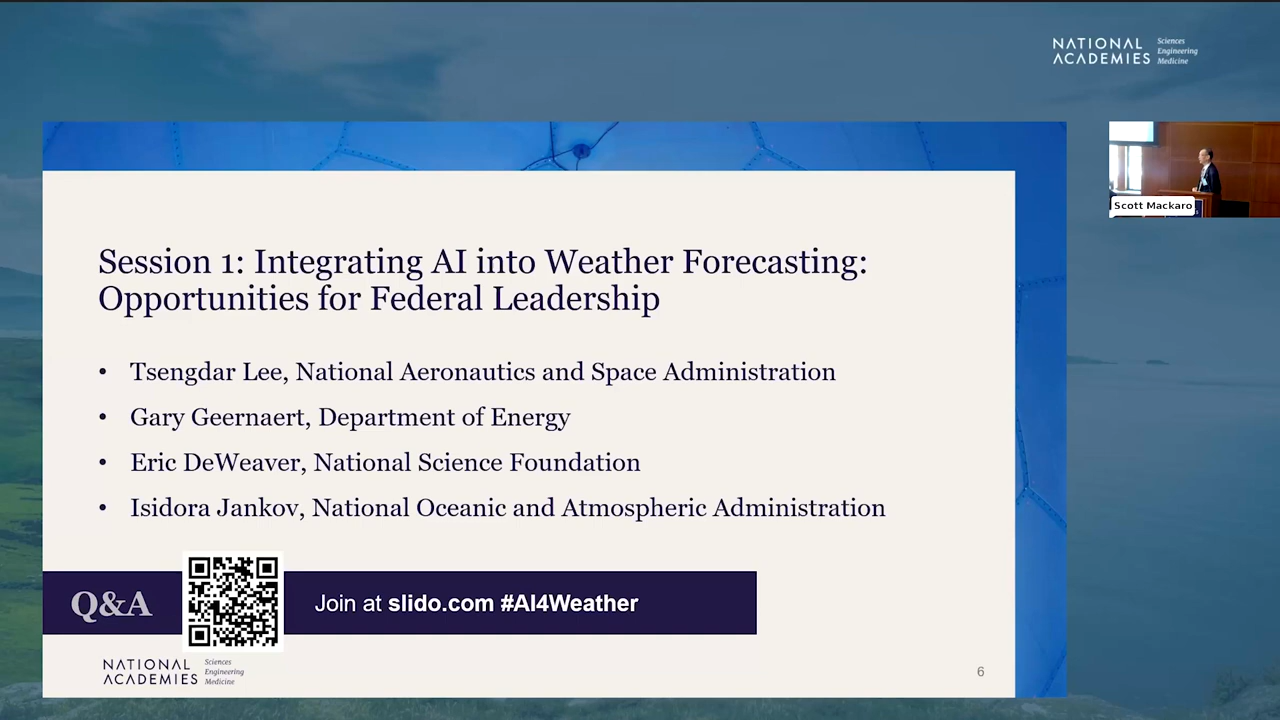 NATIONAL
ACADEMIES
Sciences
Engineering
Medicine
Scott Mackaro
Session 1: Integrating AI into Weather Forecasting:
Opportunities for Federal Leadership
• Tsengdar Lee, National Aeronautics and Space Administration
• Gary Geernaert, Department of Energy
• Eric DeWeaver, National Science Foundation
• Isidora Jankov, National Oceanic and Atmospheric Administration
Q&A
Join at slido.com #AI4Weather
NATIONAL
ACADEMIES
Sciences
Engineering
Medicine
6